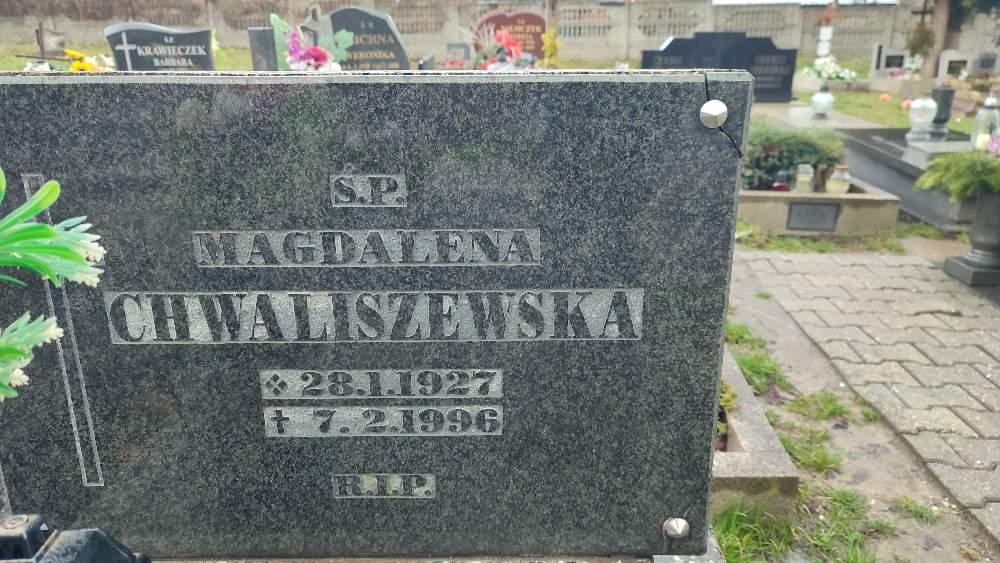 Ś.P.
KRAWIECZEK
BARBARA
Ś.P.
MAGDALENA
CHWALISZEWSKA
28.1.1927
† 7.2.1996
R.I.P.